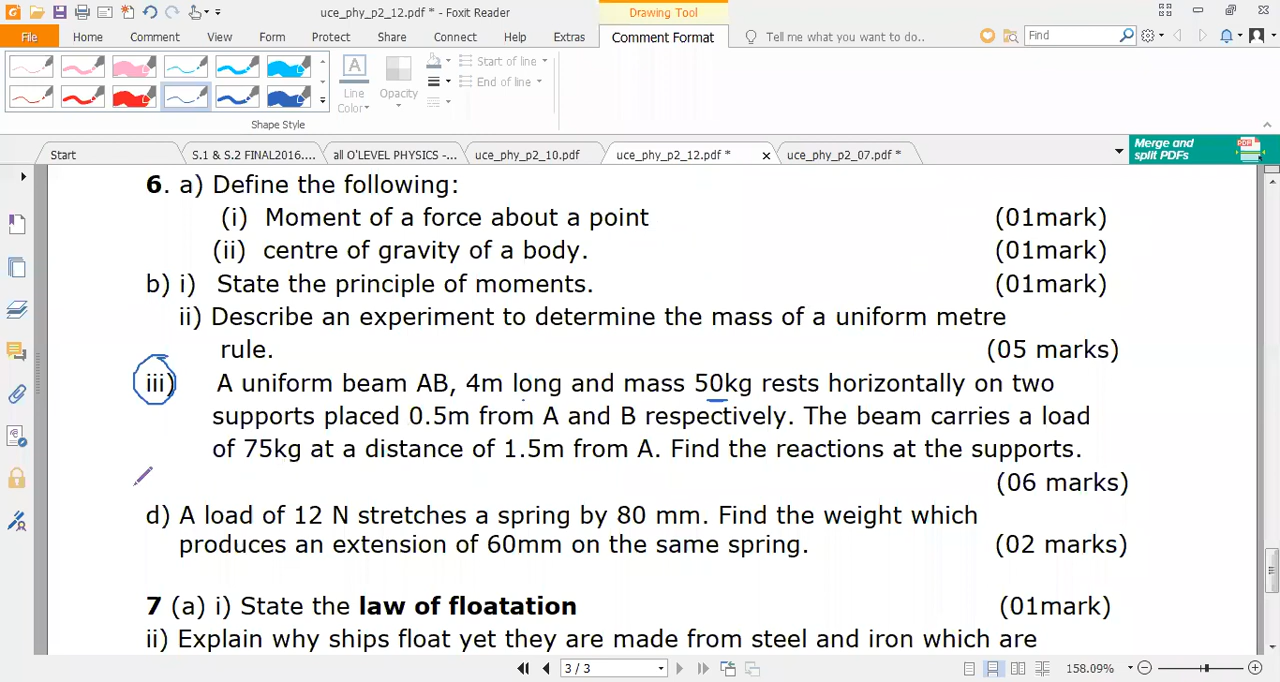 uce_phy_p2_12.pdf * - Foxit Reader
Drawing Tool
File Home Comment View Form Protect Share Connect Help Extras Comment Format Tell me what you want to do.. Find
A Start of line
Line Opacity End of line
Color
Shape Style
Start S.1 & S.2 FINAL2016.... all O'LEVEL PHYSICS -... uce_phy_p2_10.pdf uce_phy_p2_12.pdf * uce_phy_p2_07.pdf * Merge and
split PDFs
6. a) Define the following:
(i) Moment of a force about a point (01mark)
(ii) centre of gravity of a body. (01mark)
b) i) State the principle of moments. (01mark)
ii) Describe an experiment to determine the mass of a uniform metre
rule. (05 marks)
iii) A uniform beam AB, 4m long and mass 50kg rests horizontally on two
supports placed 0.5m from A and B respectively. The beam carries a load
of 75kg at a distance of 1.5m from A. Find the reactions at the supports.
(06 marks)
d) A load of 12 N stretches a spring by 80 mm. Find the weight which
produces an extension of 60mm on the same spring. (02 marks)
7 (a) i) State the law of floatation (01mark)
ii) Explain why ships float yet they are made from steel and iron which are
3 / 3 158.09%